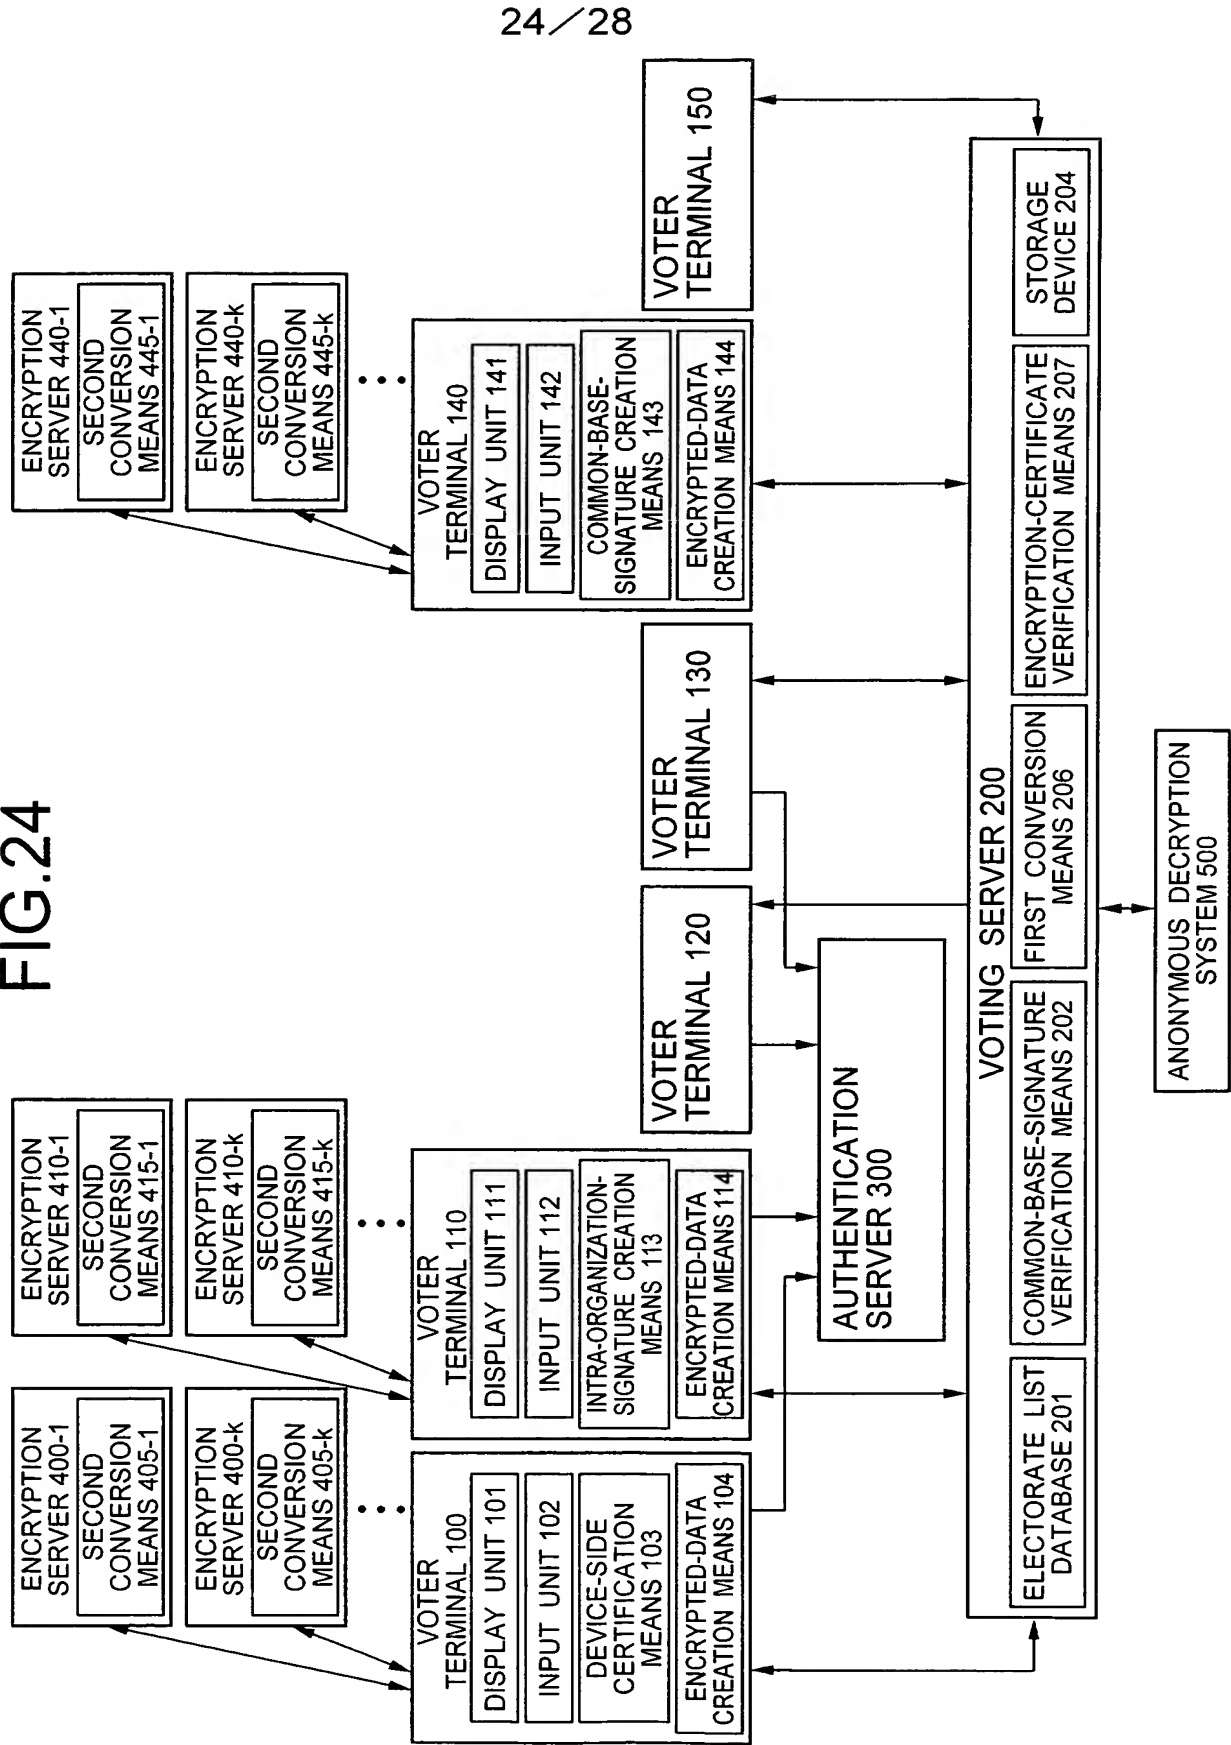 24/28
FIG.24
ENCRYPTION
SERVER 400-1
SECOND
CONVERSION
MEANS 405-1
ENCRYPTION
SERVER 400-k
SECOND
CONVERSION
MEANS 405-k
ENCRYPTION
SERVER 410-1
SECOND
CONVERSION
MEANS 415-1
ENCRYPTION
SERVER 410-k
SECOND
CONVERSION
MEANS 415-k
ENCRYPTION
SERVER 440-1
SECOND
CONVERSION
MEANS 445-1
ENCRYPTION
SERVER 440-k
SECOND
CONVERSION
MEANS 445-k
VOTER
TERMINAL 100
DISPLAY UNIT 101
INPUT UNIT 102
DEVICE-SIDE
CERTIFICATION
MEANS 103
ENCRYPTED-DATA
CREATION MEANS 104
VOTER
TERMINAL 110
DISPLAY UNIT 111
INPUT UNIT 112
INTRA-ORGANIZATION-
SIGNATURE CREATION
MEANS 113
ENCRYPTED-DATA
CREATION MEANS 114
VOTER
TERMINAL 120
VOTER
TERMINAL 130
VOTER
TERMINAL 140
DISPLAY UNIT 141
INPUT UNIT 142
COMMON-BASE-
SIGNATURE CREATION
MEANS 143
ENCRYPTED-DATA
CREATION MEANS 144
VOTER
TERMINAL 150
AUTHENTICATION
SERVER 300
VOTING SERVER 200
ELECTORATE LIST
DATABASE 201
COMMON-BASE-SIGNATURE
VERIFICATION MEANS 202
FIRST CONVERSION
MEANS 206
ENCRYPTION-CERTIFICATE
VERIFICATION MEANS 207
STORAGE
DEVICE 204
ANONYMOUS DECRYPTION
SYSTEM 500